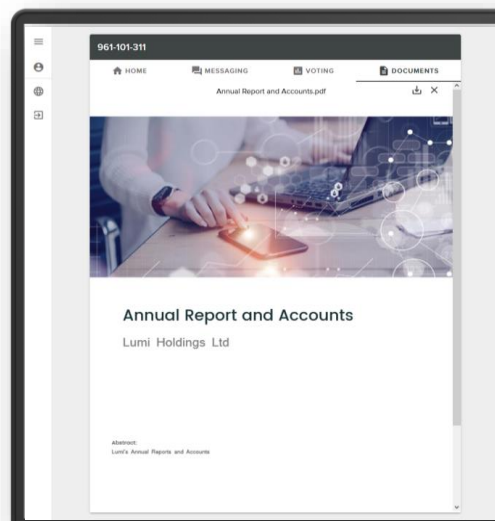 961-101-311
HOME MESSAGING VOTING DOCUMENTS
Annual Report and Accounts.pdf
Annual Report and Accounts
Lumi Holdings Ltd
Abstract:
Lumi's Annual Reports and Accounts